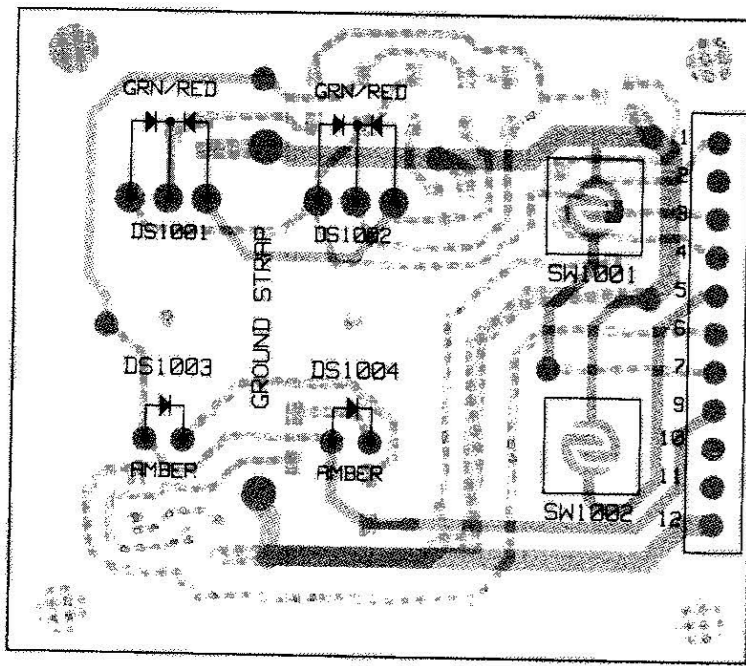 GRN/RED
GRN/RED
DS1001
DS1002
GROUND STRAP
SW1001
DS1003
DS1004
AMBER
AMBER
SW1002
1
2
3
4
5
6
7
9
10
11
12